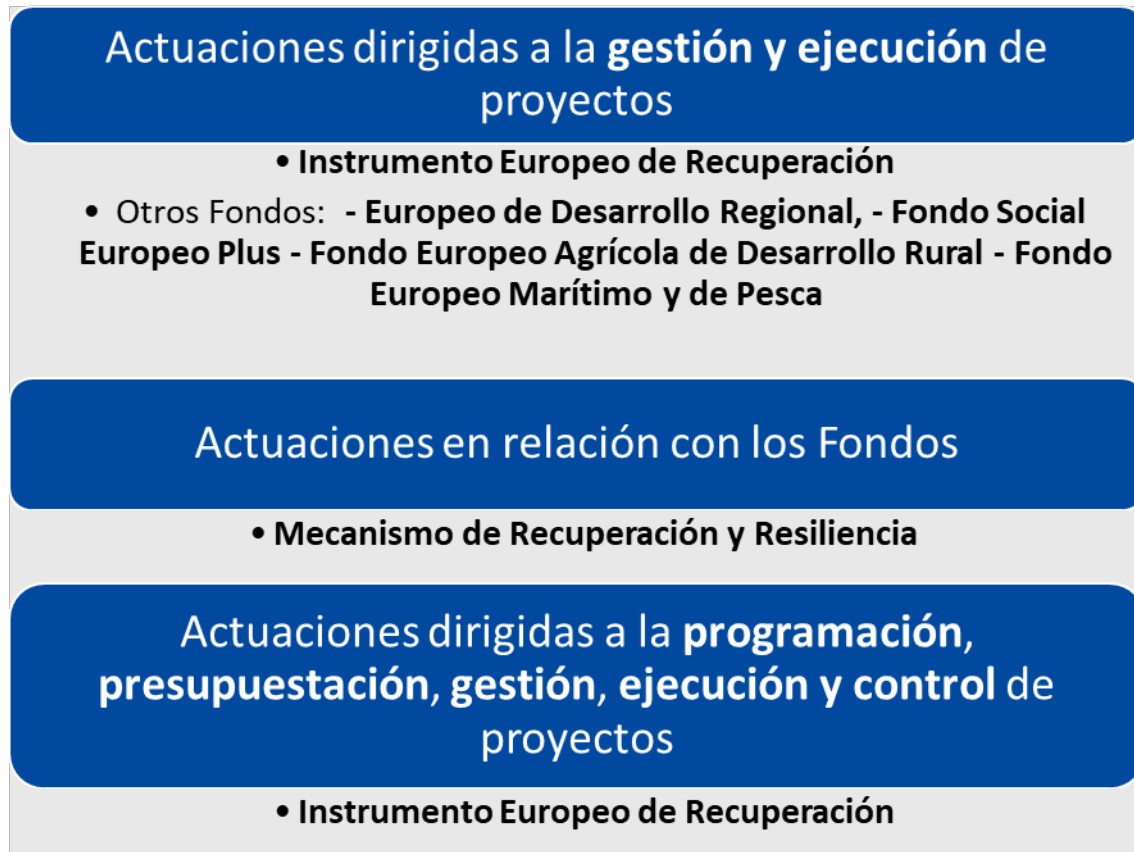 Actuaciones dirigidas a la gestión y ejecución de
proyectos
• Instrumento Europeo de Recuperación
• Otros Fondos: - Europeo de Desarrollo Regional, - Fondo Social
Europeo Plus - Fondo Europeo Agrícola de Desarrollo Rural - Fondo
Europeo Marítimo y de Pesca
Actuaciones en relación con los Fondos
• Mecanismo de Recuperación y Resiliencia
Actuaciones dirigidas a la programación,
presupuestación, gestión, ejecución y control de
proyectos
• Instrumento Europeo de Recuperación